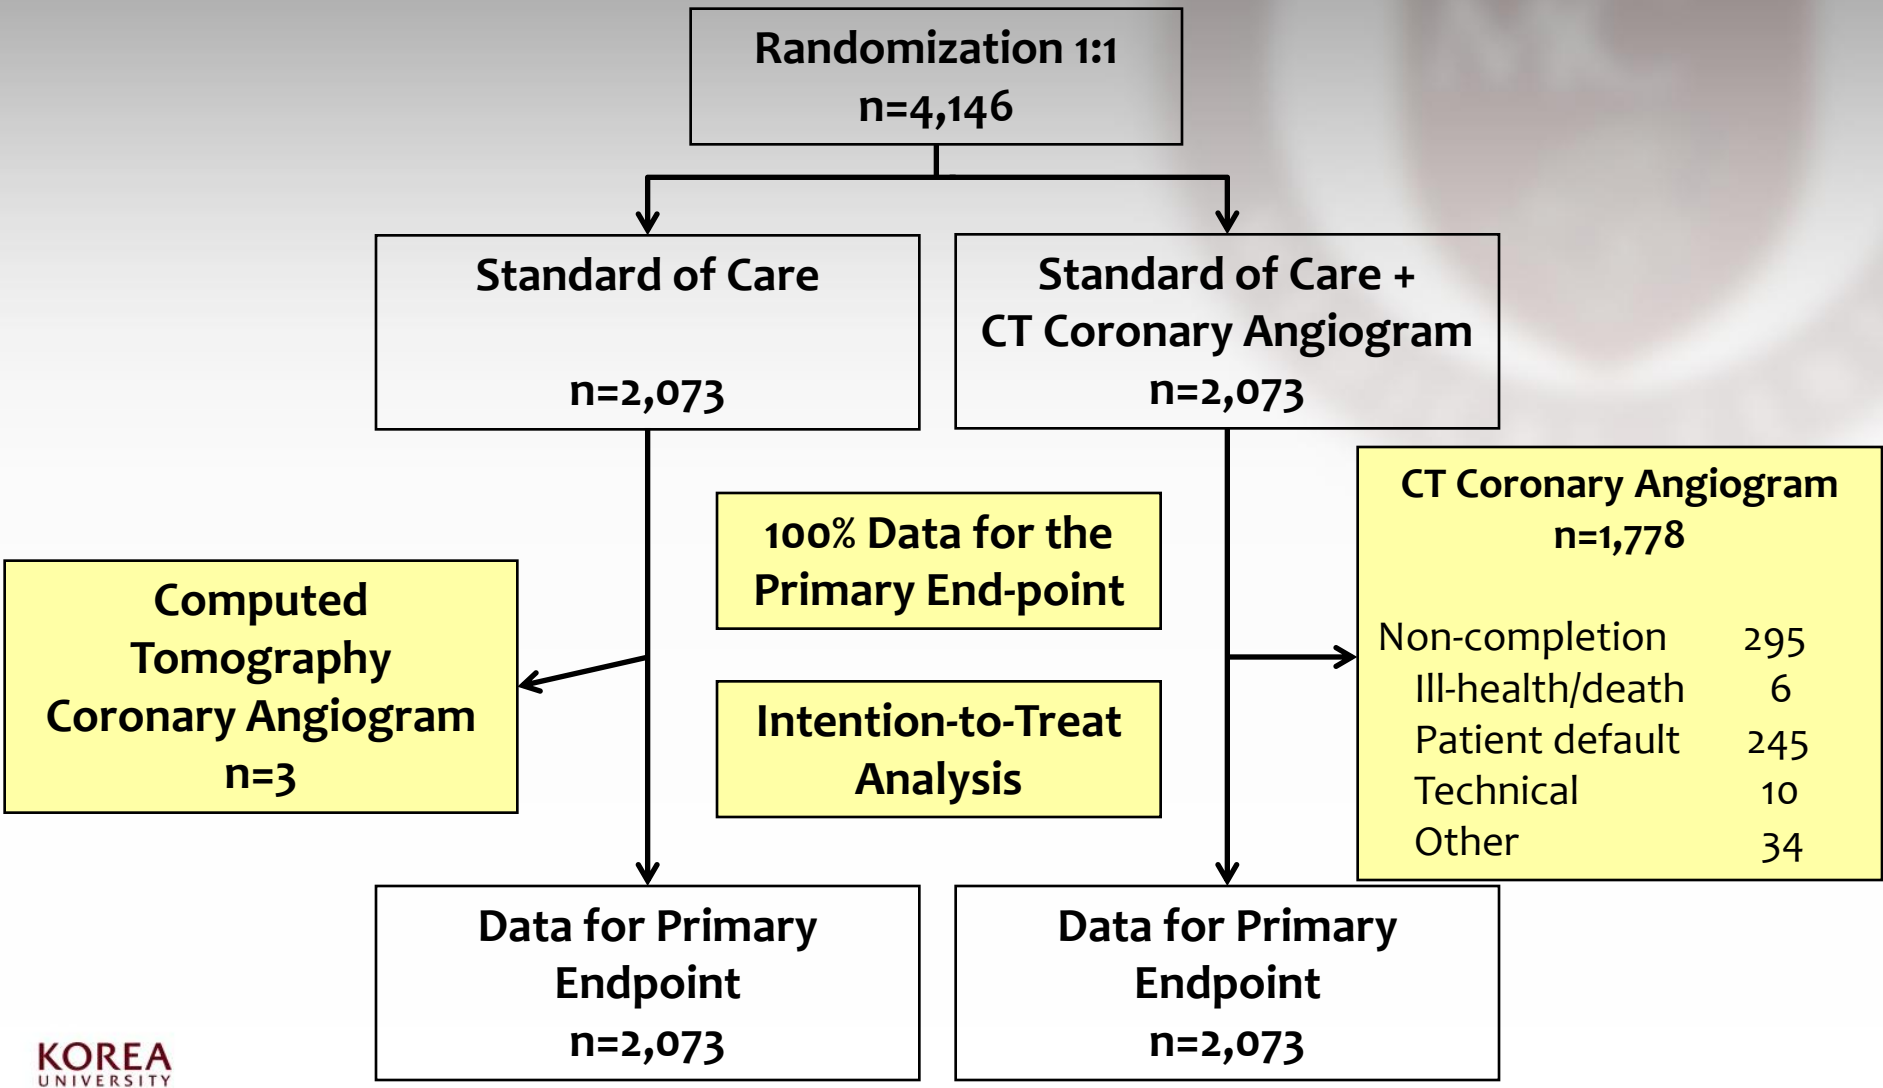 Randomization 1:1
n=4,146
Standard of Care
n=2,073
Standard of Care +
CT Coronary Angiogram
n=2,073
CT Coronary Angiogram
n=1,778
Non-completion 295
Ill-health/death 6
Patient default 245
Technical 10
Other 34
100% Data for the
Primary End-point
Computed
Tomography
Coronary Angiogram
n=3
Intention-to-Treat
Analysis
Data for Primary
Endpoint
n=2,073
Data for Primary
Endpoint
n=2,073
KOREA
UNIVERSITY